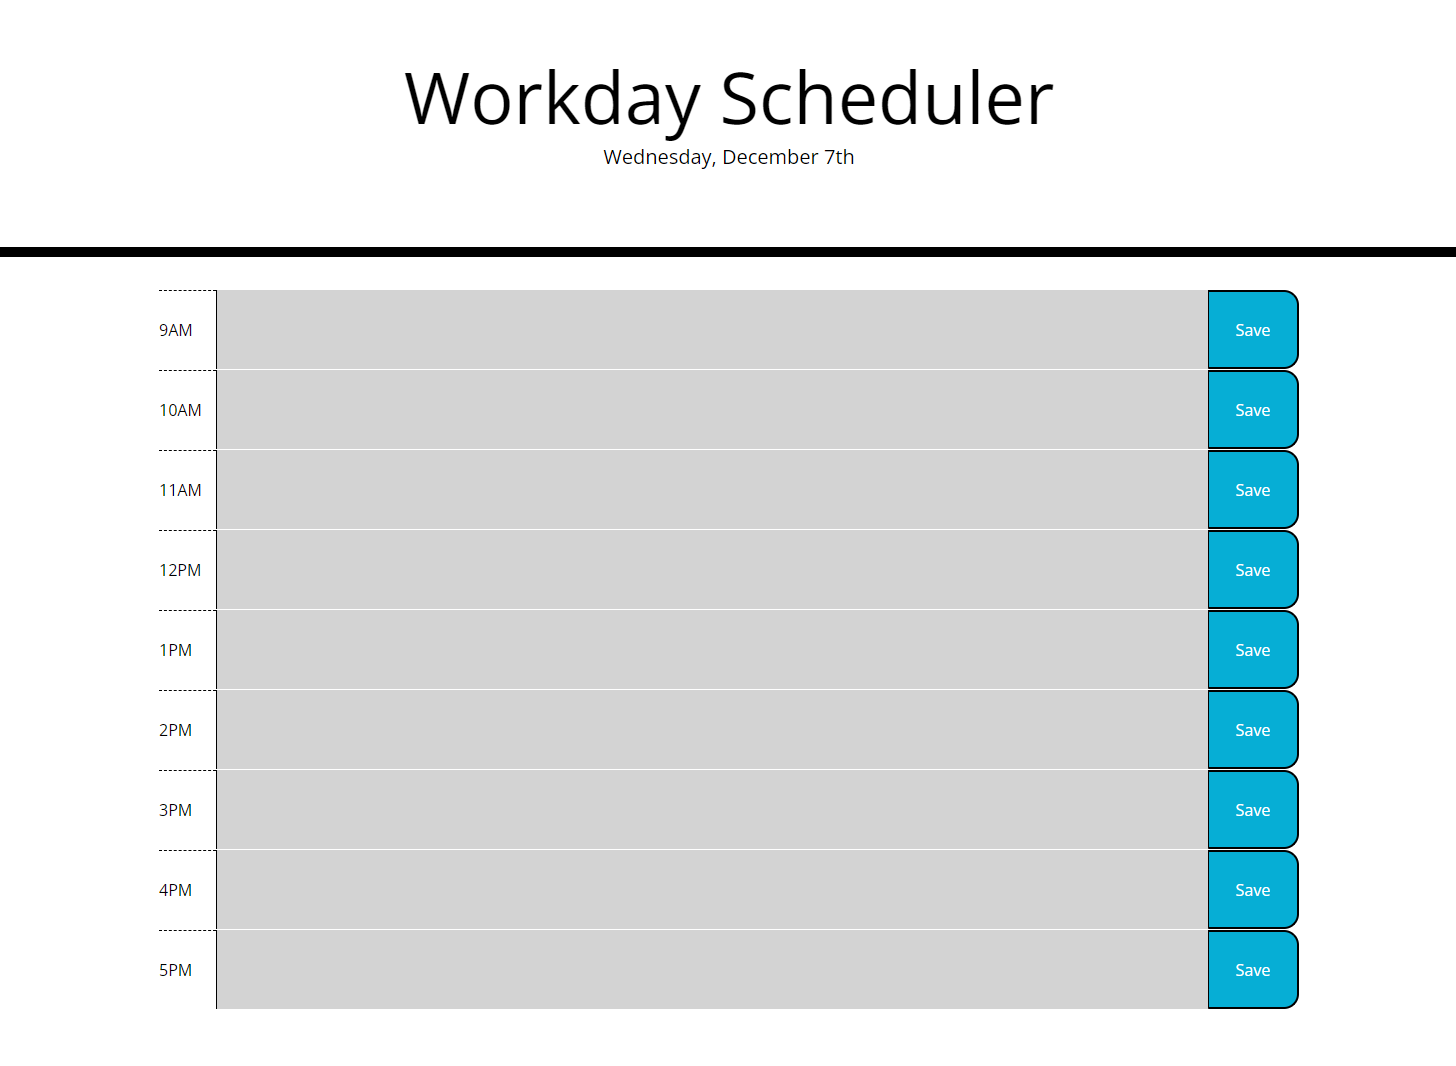 Workday Scheduler
Wednesday, December 7th
9AM Save
10AM Save
11AM Save
12PM Save
1PM Save
2PM Save
3PM Save
4PM Save
5PM Save